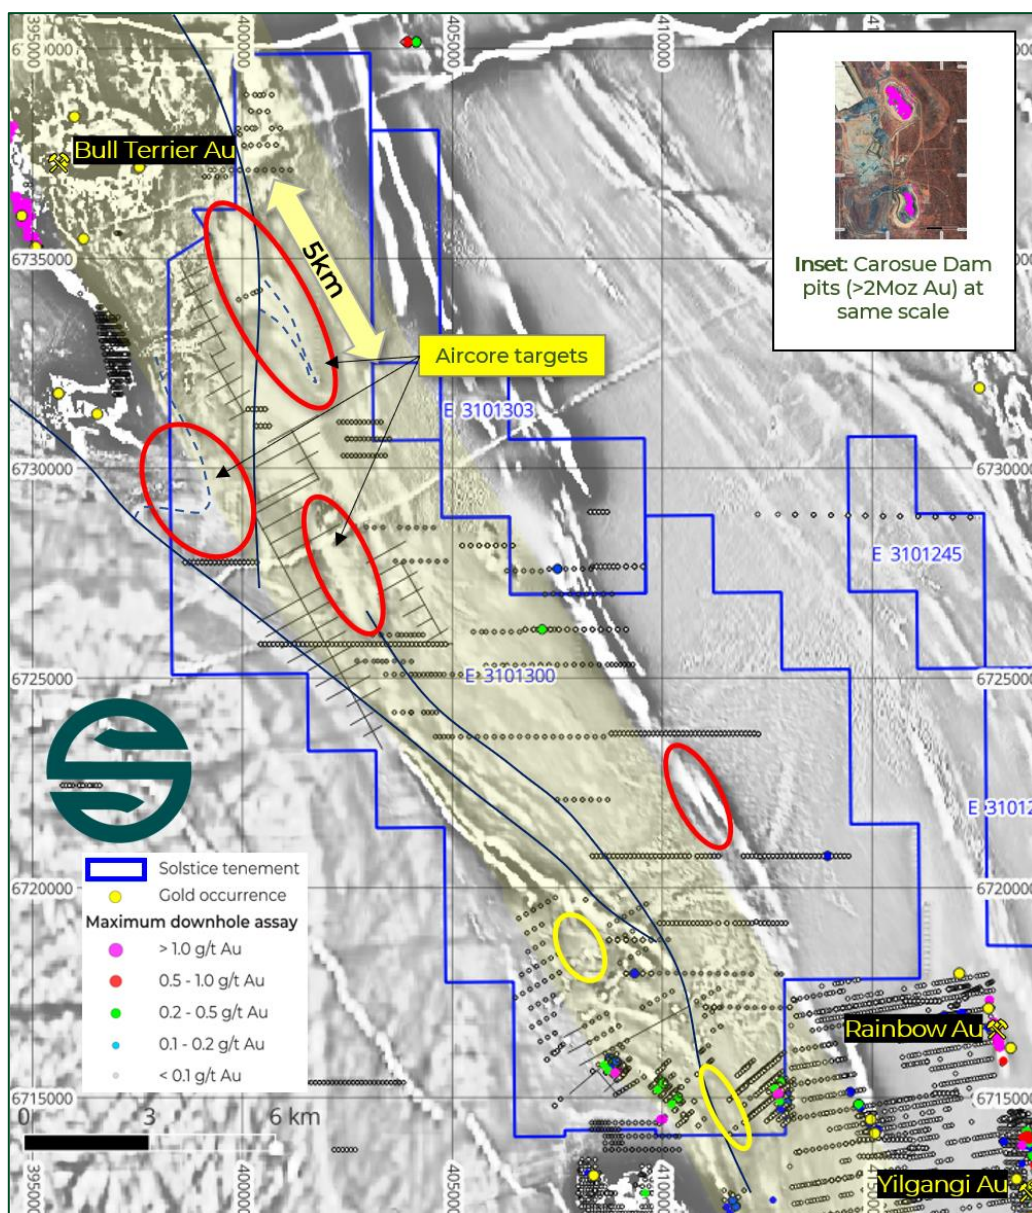 395000
400000
405000
410000
6735000
6730000
6730000
6725000
6725000
6720000
6720000
6715000
6715000
Bull Terrier Au
5km
Aircore targets
Inset: Carosue Dam
pits (>2Moz Au) at
same scale
E 3101303
E 3101245
E 3101300
Solstice tenement
Gold occurrence
Maximum downhole assay
> 1.0 g/t Au
0.5 - 1.0 g/t Au
0.2 - 0.5 g/t Au
0.1 - 0.2 g/t Au
< 0.1 g/t Au
0 3 6 km
Rainbow Au
Yilgangi Au
395000
400000
405000
410000
415000